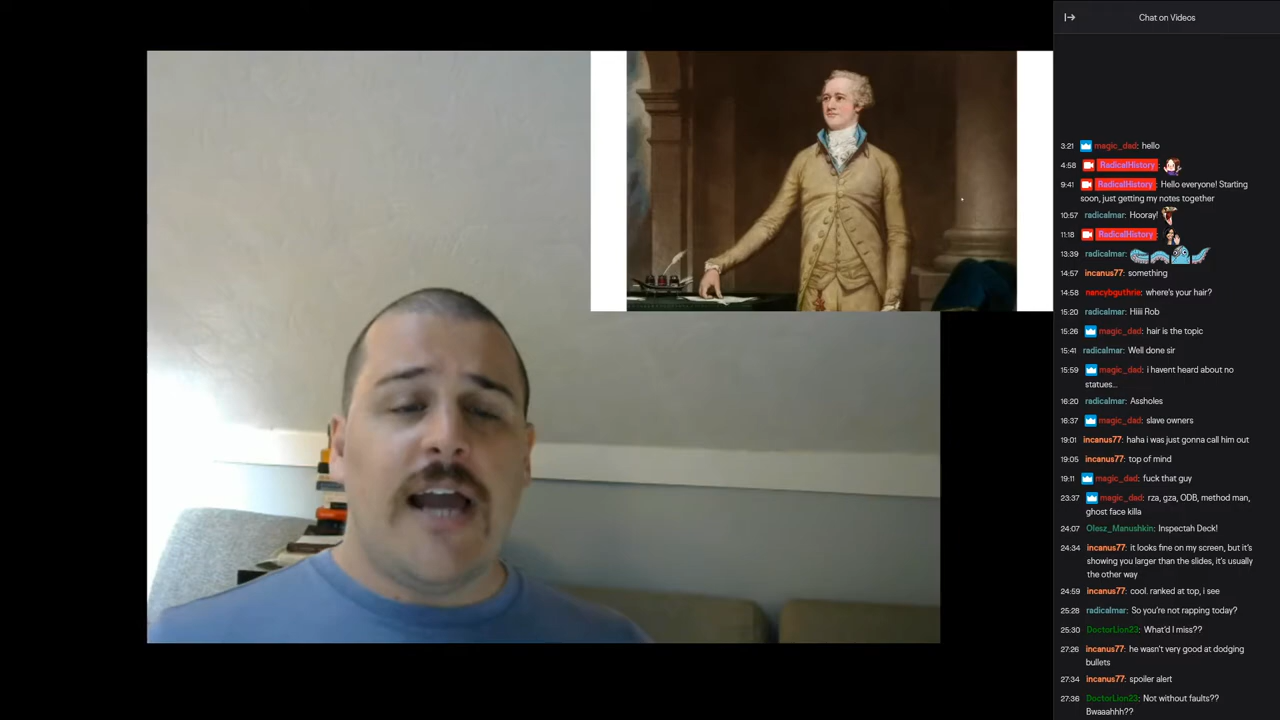 Chat on Videos
3:21 magic_dad: hello
4:58 RadicalHistory:
9:41 RadicalHistory: Hello everyone! Starting
soon, just getting my notes together
10:57 radicalmar: Hooray!
11:18 RadicalHistory:
13:39 radicalmar:
14:57 incanus77: something
14:58 nancybguthrie: where's your hair?
15:20 radicalmar: Hiiii Rob
15:26 magic_dad: hair is the topic
15:41 radicalmar: Well done sir
15:59 magic_dad: i havent heard about no
statues...
16:20 radicalmar: Assholes
16:37 magic_dad: slave owners
19:01 incanus77: haha i was just gonna call him out
19:05 incanus77: top of mind
19:11 magic_dad: fuck that guy
23:37 magic_dad: rza, gza, ODB, method man,
ghost face killa
24:07 Olesz_Manushkin: Inspectah Deck!
24:34 incanus77: it looks fine on my screen, but it's
showing you larger than the slides, it's usually
the other way
24:59 incanus77: cool. ranked at top, i see
25:28 radicalmar: So you're not rapping today?
25:30 DoctorLion23: What'd I miss??
27:26 incanus77: he wasn't very good at dodging
bullets
27:34 incanus77: spoiler alert
27:36 DoctorLion23: Not without faults??
Bwaaahhh??